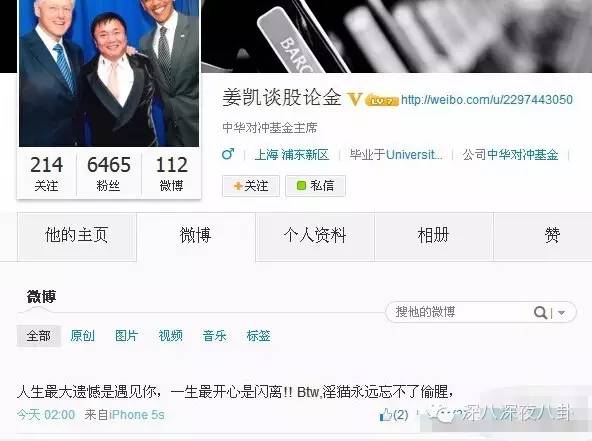 BARC
姜凯谈股论金 V LV 7 http://weibo.com/u/2297443050
中华对冲基金主席
♂ | 上海 浦东新区 | 毕业于Universit... | 公司中华对冲基金 |
214 6465 112
关注 粉丝 微博
+关注 私信
他的主页 微博 个人资料 相册 赞
微博
搜他的微博
全部 原创 图片 视频 音乐 标签
人生最大遗憾是遇见你，一生最开心是闪离!! Btw,淫猫永远忘不了偷腥，
今天 02:00 来自iPhone 5s (2)
深八深夜八卦